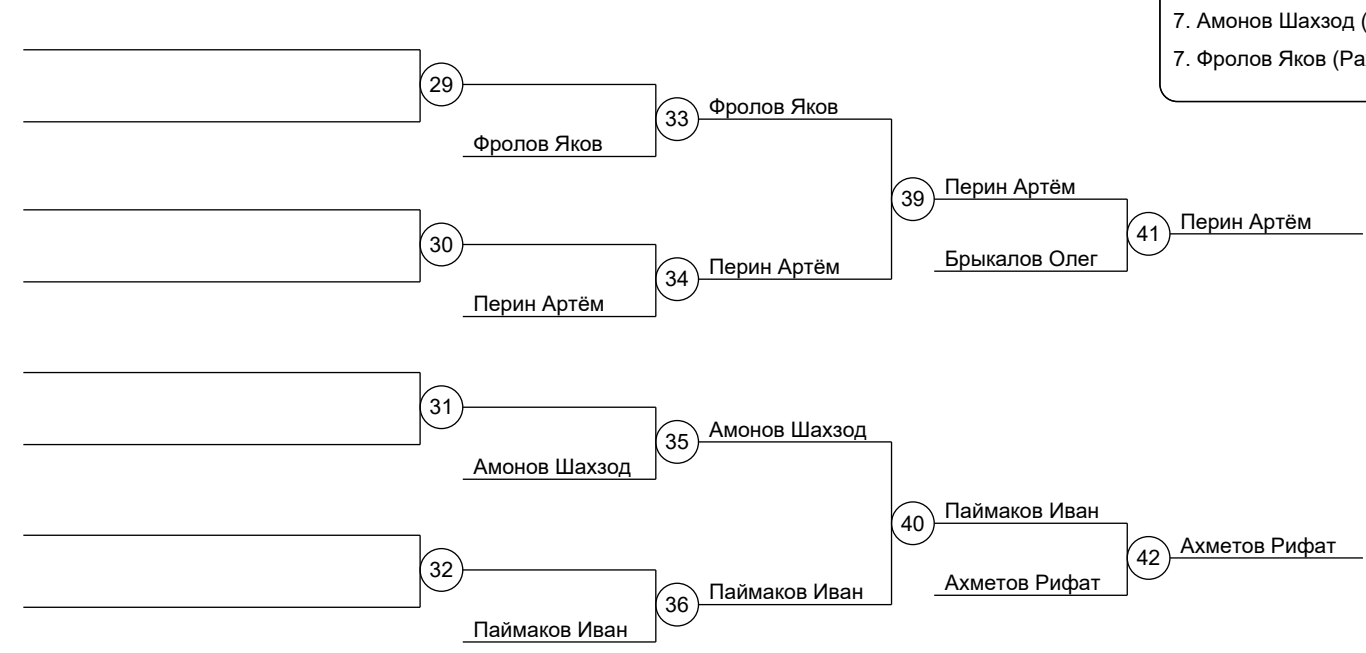 7. Амонов Шахзод (
7. Фролов Яков (Ра
29
33
Фролов Яков
Фролов Яков
39
Перин Артём
30
34
Перин Артём
Перин Артём
41
Перин Артём
Брыкалов Олег
31
35
Амонов Шахзод
Амонов Шахзод
40
Паймаков Иван
32
36
Паймаков Иван
Паймаков Иван
42
Ахметов Рифат
Ахметов Рифат